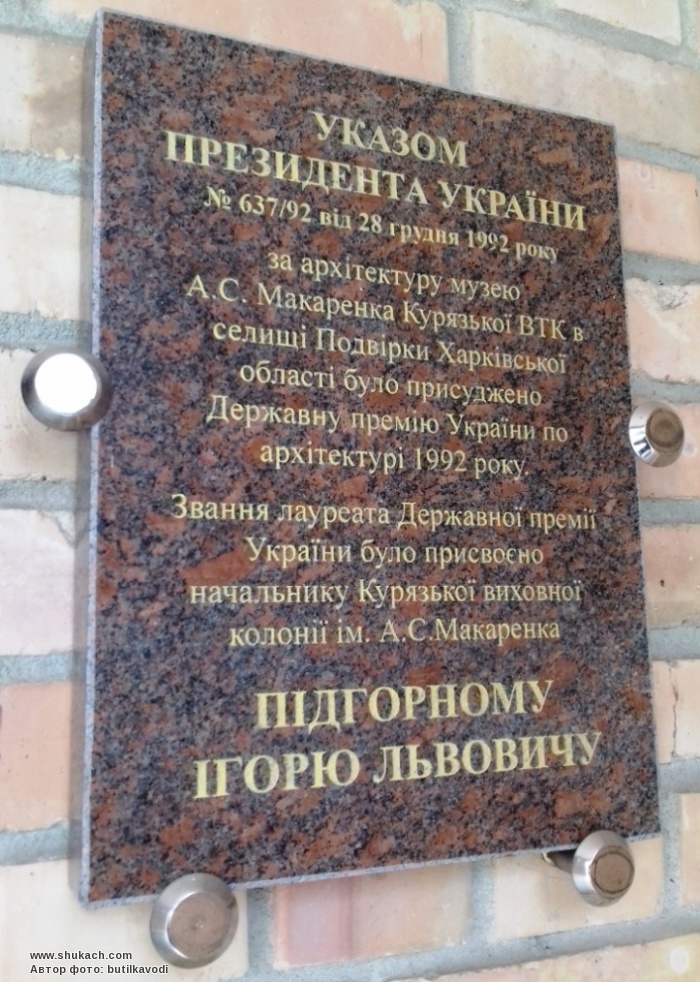 УКАЗОМ
ПРЕЗИДЕНТА УКРАЇНИ
№ 637/92 від 28 грудня 1992 року
за архітектуру музею
А.С. Макаренка Курязької ВТК в
селищі Подвірки Харківської
області було присуджено
Державну премію України по
архітектурі 1992 року.
Звання лауреата Державної премії
України було присвоєно
начальнику Курязької виховної
колонії ім. А.С.Макаренка
ПІДГОРНОМУ
ІГОРЮ ЛЬВОВИЧУ
www.shukach.com
Автор фото: butilkavodi